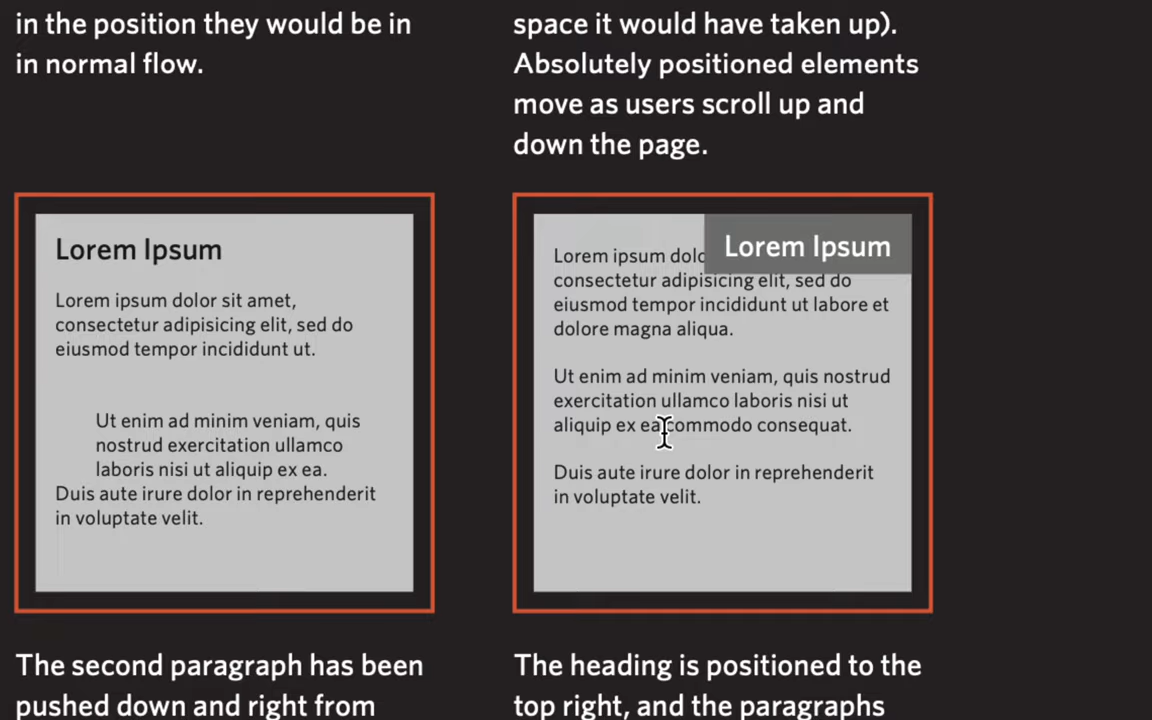 in the position they would be in
in normal flow.
Lorem Ipsum
Lorem ipsum dolor sit amet,
consectetur adipisicing elit, sed do
eiusmod tempor incididunt ut.
Ut enim ad minim veniam, quis
nostrud exercitation ullamco
laboris nisi ut aliquip ex ea.
Duis aute irure dolor in reprehenderit
in voluptate velit.
The second paragraph has been
pushed down and right from
space it would have taken up).
Absolutely positioned elements
move as users scroll up and
down the page.
Lorem Ipsum
Lorem ipsum
consectetur adipisicing elit, sed do
eiusmod tempor incididunt ut labore et
dolore magna aliqua.
Ut enim ad minim veniam, quis nostrud
exercitation ullamco laboris nisi ut
aliquip ex ea commodo consequat.
Duis aute irure dolor in reprehenderit
in voluptate velit.
The heading is positioned to the
top right, and the paragraphs